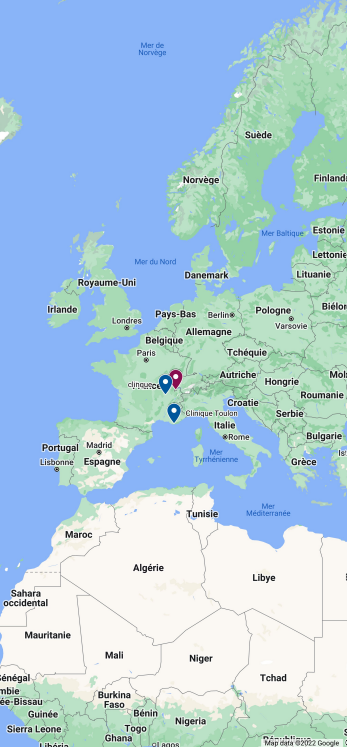 Mer de
Norvège
Suède
Norvège
Finland
Estonie
Mer Baltique
Lettonie
Mer du Nord
Danemark
Lituanie
Royaume-Uni
Irlande
Londres
Pays-Bas
Berlin
Pologne
Varsovie
Biélor
Allemagne
Belgique
Paris
Tchéquie
Autriche
Hongrie
Mol
clinique
Croatie
Roumanie
Clinique Toulon
Serbie
Italie
Bulgarie
Rome
Portugal
Madrid
Lisbonne
Espagne
Mer
Tyrrhénienne
Grèce
Is
Mer
Méditerranée
Tunisie
Maroc
Algérie
Libye
Sahara
occidental
Mauritanie
Mali
Niger
Tchad
Sénégal
mbie
ée-Bissau
Guinée
Sierra Leone
Libéria
Burkina
Faso
Bénin
Togo
Ghana
Nigeria
Map data ©2022 Google